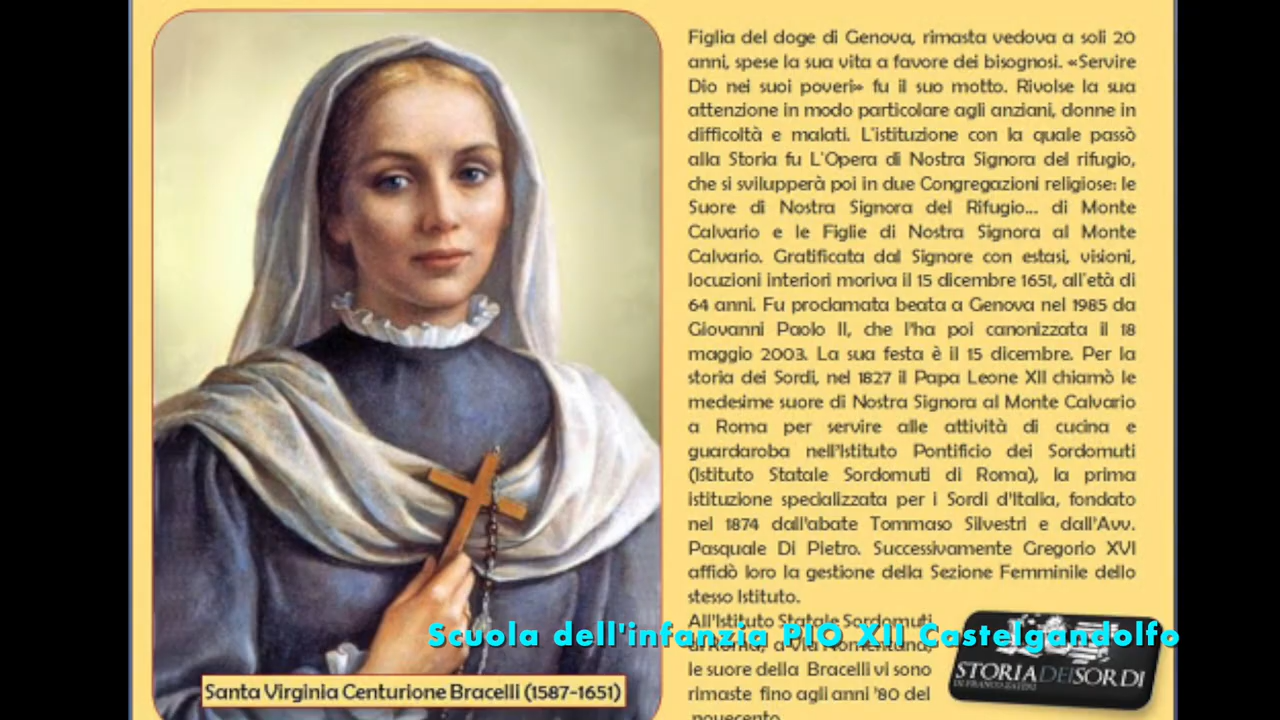 Figlia del doge di Genova, rimasta vedova a soli 20
anni, spese la sua vita a favore dei bisognosi. «Servire
Dio nei suoi poveri» fu il suo motto. Rivolse la sua
attenzione in modo particolare agli anziani, donne in
difficoltà e malati. L'istituzione con la quale passò
alla Storia fu L'Opera di Nostra Signora del rifugio,
che si svilupperà poi in due Congregazioni religiose: le
Suore di Nostra Signora del Rifugio... di Monte
Calvario e le Figlie di Nostra Signora al Monte
Calvario. Gratificata dal Signore con estasi, visioni,
locuzioni interiori moriva il 15 dicembre 1651, all'età di
64 anni. Fu proclamata beata a Genova nel 1985 da
Giovanni Paolo II, che l'ha poi canonizzata il 18
maggio 2003. La sua festa è il 15 dicembre. Per la
storia dei Sordi, nel 1827 il Papa Leone XII chiamò le
medesime suore di Nostra Signora al Monte Calvario
a Roma per servire alle attività di cucina e
guardaroba nell'Istituto Pontificio dei Sordomuti
(Istituto Statale Sordomuti di Roma), la prima
istituzione specializzata per i Sordi d'Italia, fondato
nel 1874 dall'abate Tommaso Silvestri e dall'Avv.
Pasquale Di Pietro. Successivamente Gregorio XVI
affidò loro la gestione della Sezione Femminile dello
stesso Istituto.
All'Istituto Statale Sordomuti
di Roma, a Via Nomentana,
le suore della Bracelli vi sono
rimaste fino agli anni '80 del
novecento
Scuola dell'infanzia PIO XII Castelgandolfo
STORIADEISORDI
Santa Virginia Centurione Bracelli (1587-1651)